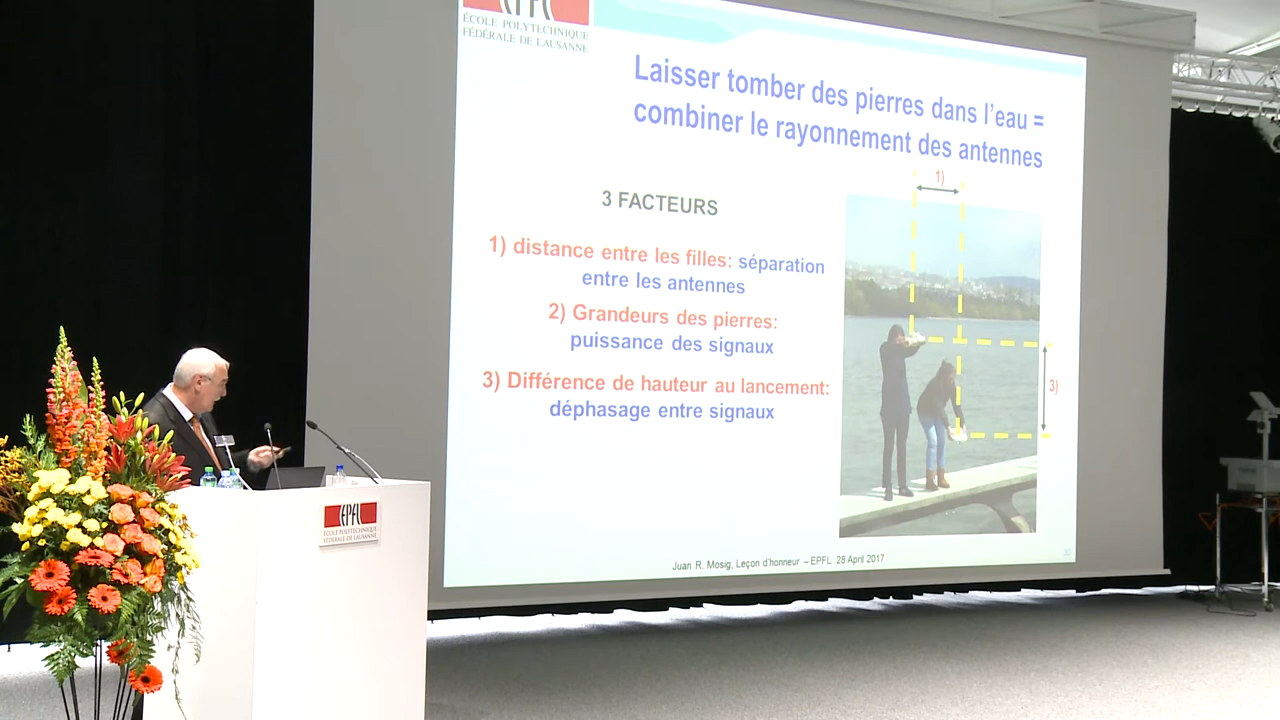 EPFL
ÉCOLE POLYTECHNIQUE
FÉDÉRALE DE LAUSANNE
Laisser tomber des pierres dans l'eau =
combiner le rayonnement des antennes
1)
3 FACTEURS
1) distance entre les filles: séparation
entre les antennes
2) Grandeurs des pierres:
puissance des signaux
3) Différence de hauteur au lancement:
déphasage entre signaux
3)
Juan R. Mosig, Leçon d'honneur – EPFL 28 April 2017
30
EPFL
ÉCOLE POLYTECHNIQUE
FÉDÉRALE DE LAUSANNE